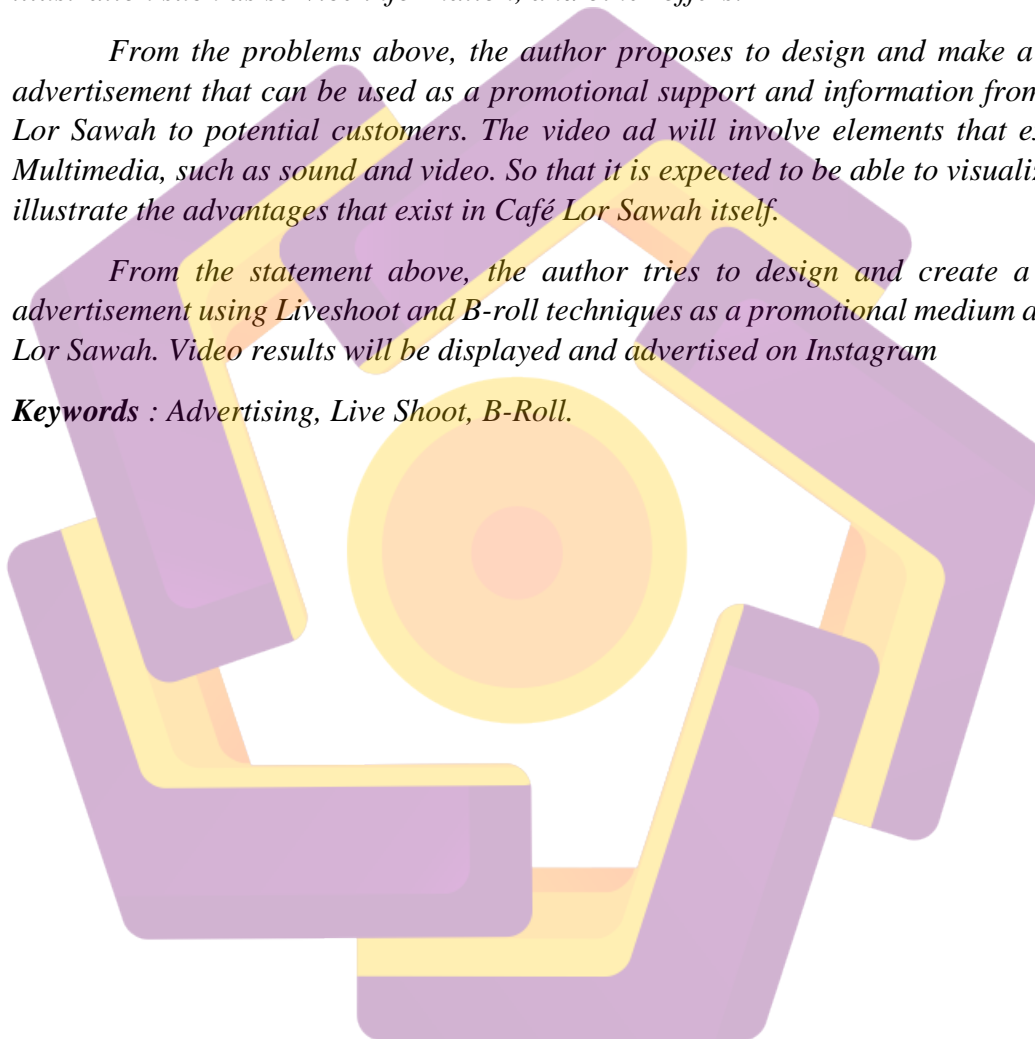 From the problems above, the author proposes to design and make a
advertisement that can be used as a promotional support and information from
Lor Sawah to potential customers. The video ad will involve elements that
Multimedia, such as sound and video. So that it is expected to be able to
illustrate the advantages that exist in Café Lor Sawah itself.
From the statement above, the author tries to design and create a
advertisement using Liveshoot and B-roll techniques as a promotional medium
Lor Sawah. Video results will be displayed and advertised on Instagram
Keywords : Advertising, Live Shoot, B-Roll.